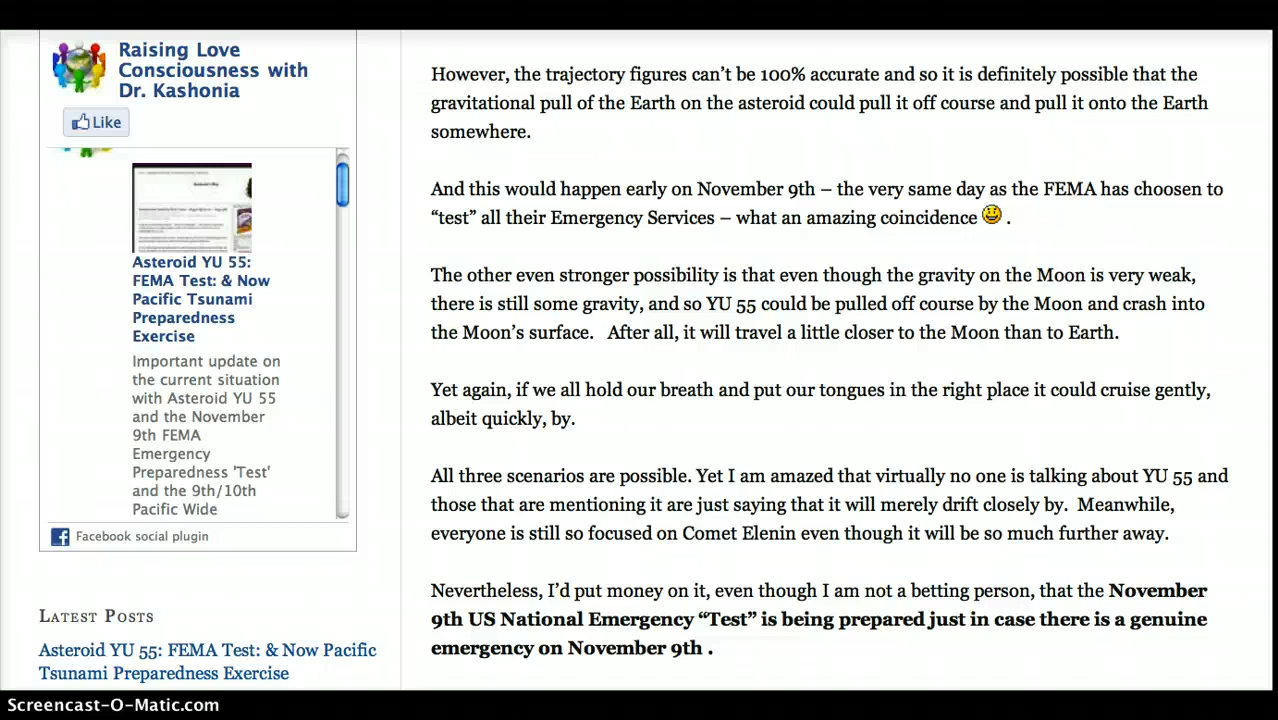 Raising Love
Consciousness with
Dr. Kashonia
Like
Asteroid YU 55:
FEMA Test: & Now
Pacific Tsunami
Preparedness
Exercise
Important update on
the current situation
with Asteroid YU 55
and the November
9th FEMA
Emergency
Preparedness 'Test'
and the 9th/10th
Pacific Wide
Facebook social plugin
LATEST POSTS
Asteroid YU 55: FEMA Test: & Now Pacific
Tsunami Preparedness Exercise
However, the trajectory figures can’t be 100% accurate and so it is definitely possible that the
gravitational pull of the Earth on the asteroid could pull it off course and pull it onto the Earth
somewhere.
And this would happen early on November 9th – the very same day as the FEMA has choosen to
“test” all their Emergency Services – what an amazing coincidence .
The other even stronger possibility is that even though the gravity on the Moon is very weak,
there is still some gravity, and so YU 55 could be pulled off course by the Moon and crash into
the Moon’s surface. After all, it will travel a little closer to the Moon than to Earth.
Yet again, if we all hold our breath and put our tongues in the right place it could cruise gently,
albeit quickly, by.
All three scenarios are possible. Yet I am amazed that virtually no one is talking about YU 55 and
those that are mentioning it are just saying that it will merely drift closely by. Meanwhile,
everyone is still so focused on Comet Elenin even though it will be so much further away.
Nevertheless, I’d put money on it, even though I am not a betting person, that the November
9th US National Emergency “Test” is being prepared just in case there is a genuine
emergency on November 9th .
Screencast-O-Matic.com